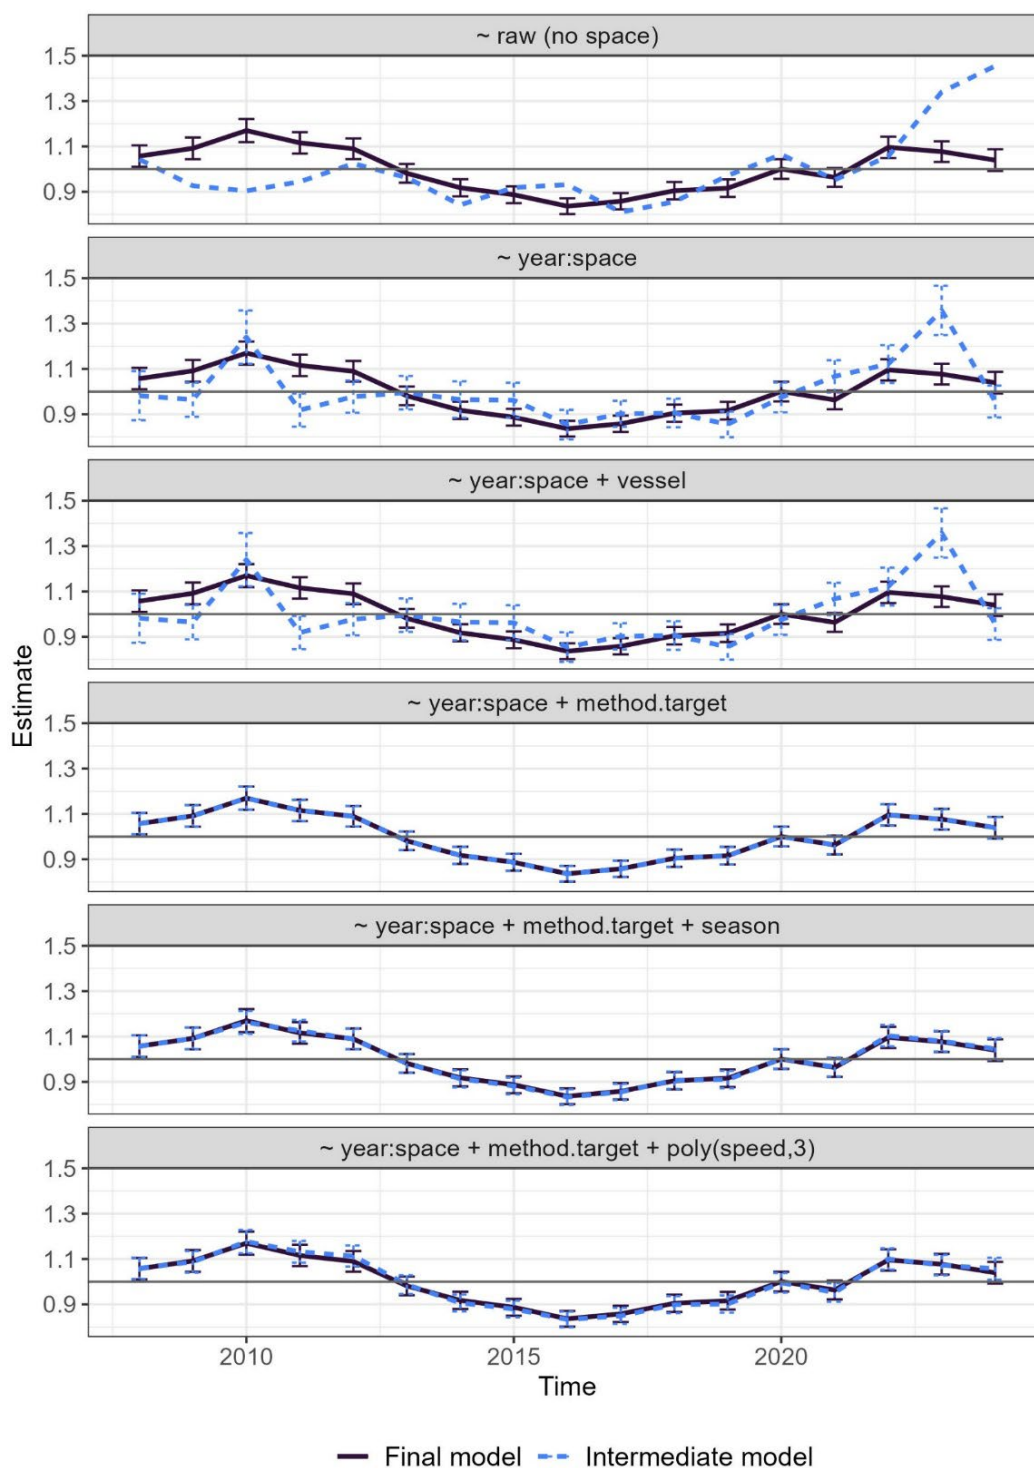 ~ raw (no space)
1.5
1.3
1.1
0.9
~ year:space
1.5
1.3
1.1
0.9
~ year:space + vessel
1.5
1.3
1.1
0.9
~ year:space + method.target
1.5
1.3
1.1
0.9
~ year:space + method.target + season
1.5
1.3
1.1
0.9
~ year:space + method.target + poly(speed,3)
1.5
1.3
1.1
0.9
Estimate
2010 2015 2020
Time
Final model Intermediate model